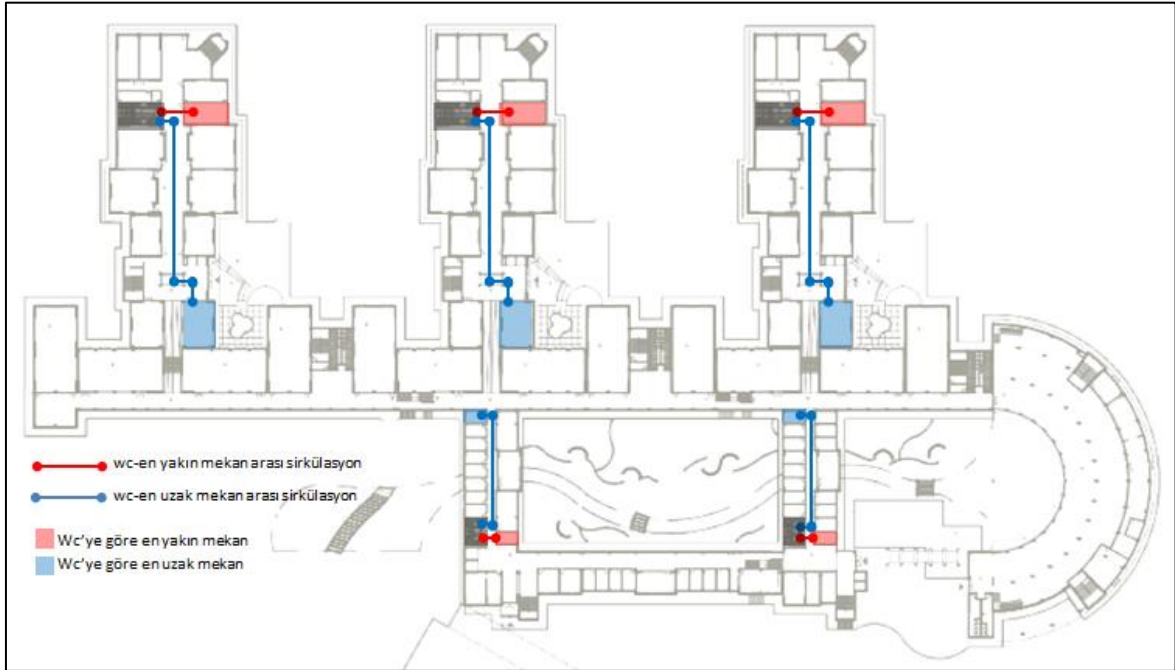 wc-en yakın mekan arası sirkülasyon
wc-en uzak mekan arası sirkülasyon
Wc'ye göre en yakın mekan
Wc'ye göre en uzak mekan